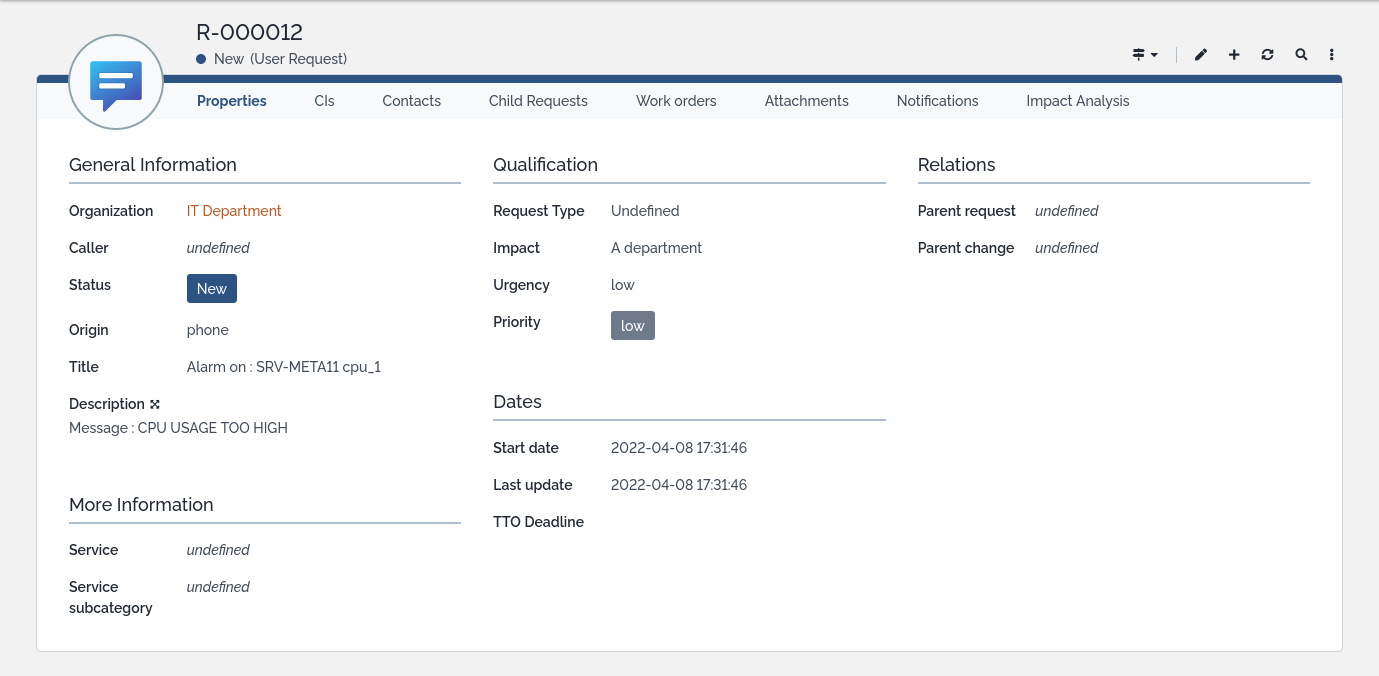 R-000012
New (User Request)
Properties CIs Contacts Child Requests Work orders Attachments Notifications Impact Analysis
General Information
Organization IT Department
Caller undefined
Status New
Origin phone
Title Alarm on : SRV-META11 cpu_1
Description
Message : CPU USAGE TOO HIGH
More Information
Service undefined
Service
subcategory undefined
Qualification
Request Type Undefined
Impact A department
Urgency low
Priority low
Dates
Start date 2022-04-08 17:31:46
Last update 2022-04-08 17:31:46
TTO Deadline
Relations
Parent request undefined
Parent change undefined